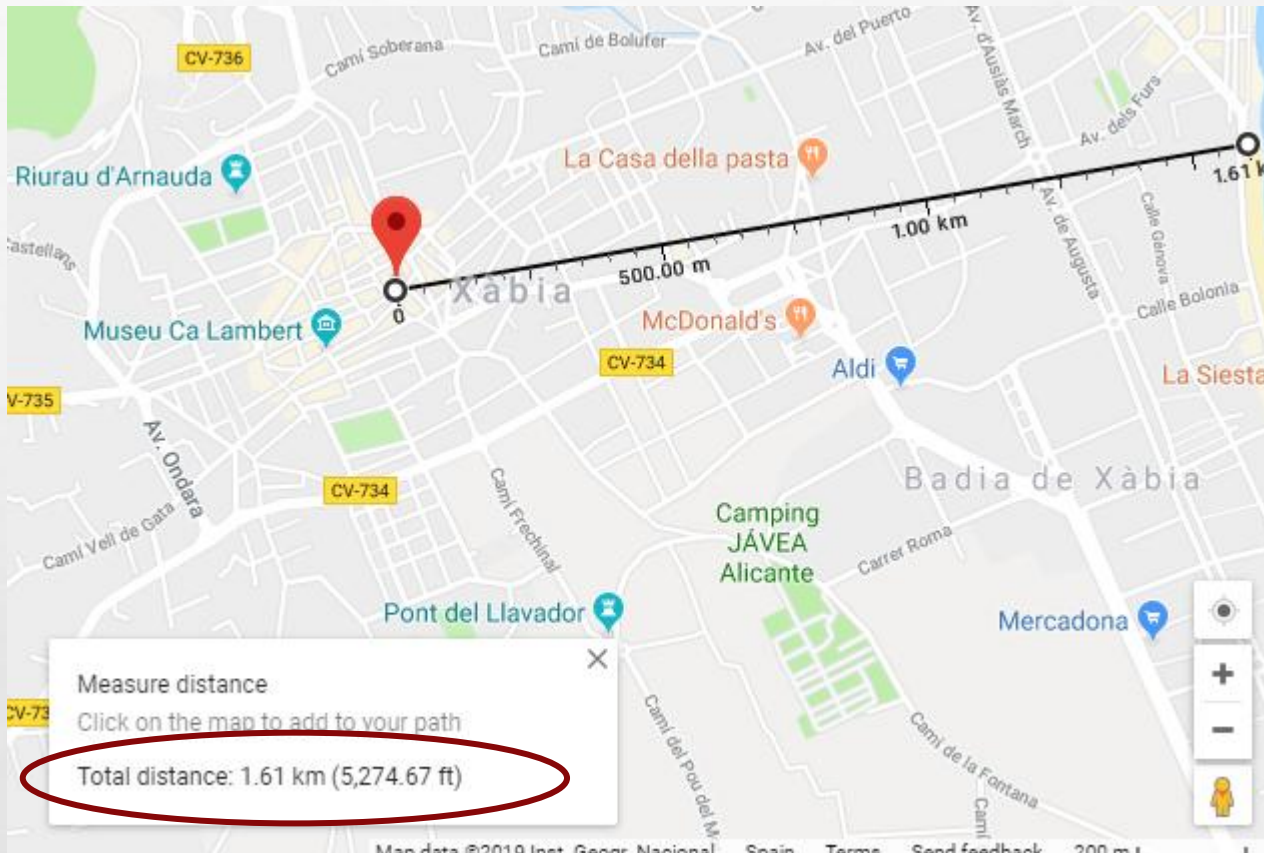 CV-736
Camí Soberana
Camí de Bolufer
Av. del Puerto
Av. d'Ausiàs March
Av. dels Furs
La Casa della pasta
Riurau d'Arnauda
1.61 k
Castellans
1.00 km
Av. de Augusta
Calle Génova
500.00 m
Xàbia
0
Calle Bolonia
Museu Ca Lambert
McDonald's
CV-734
Aldi
La Siesta
V-735
Av. Ondara
Badia de Xàbia
CV-734
Camí Frechinal
Camí Vell de Gata
Camping
JÁVEA
Alicante
Carrer Roma
Pont del Llavador
Mercadona
Measure distance
CV-73
Click on the map to add to your path
Camí del Pou del M
Camí de la Fontana
Camí
Total distance: 1.61 km (5,274.67 ft)
Map data ©2019 Inst. Geogr. Nacional Spain Terms Send feedback 200 m